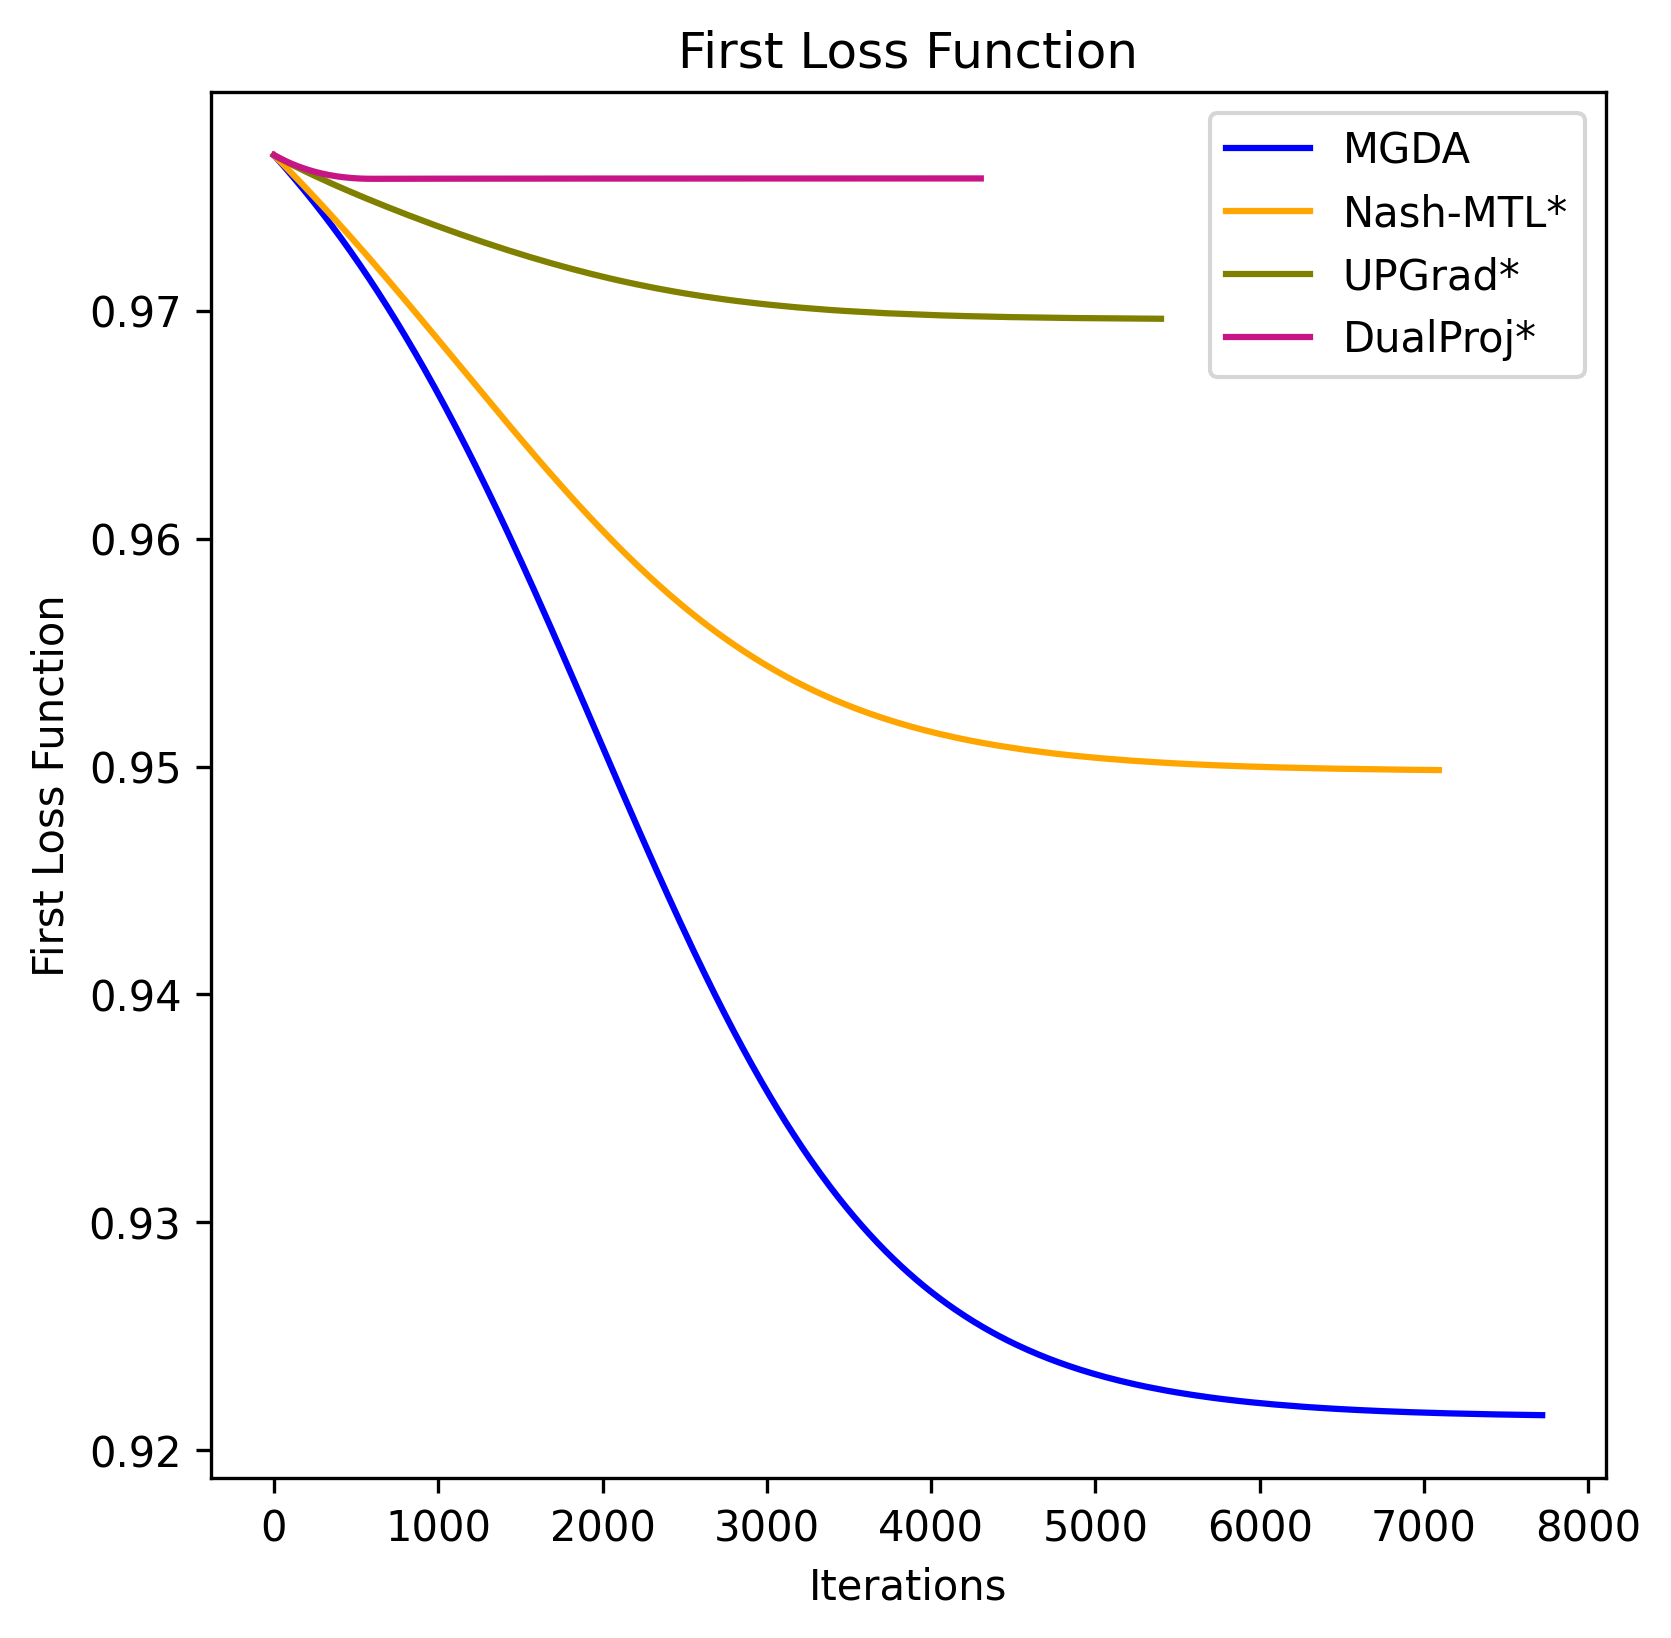 First Loss Function
MGDA
Nash-MTL*
UPGrad*
DualProj*
First Loss Function
0.97
0.96
0.95
0.94
0.93
0.92
0 1000 2000 3000 4000 5000 6000 7000 8000
Iterations